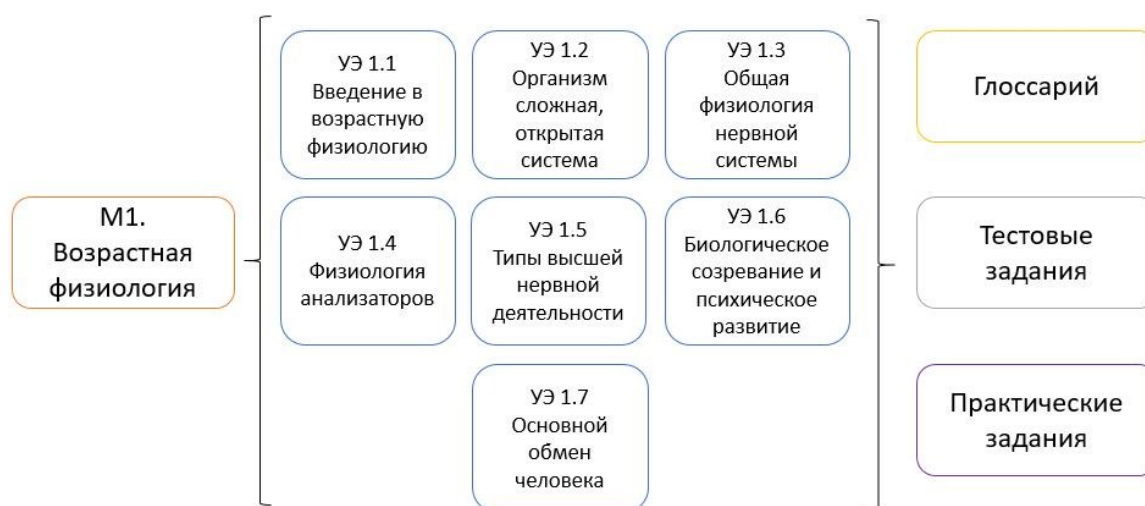 М1.
Возрастная
физиология
УЭ 1.1
Введение в
возрастную
физиологию
УЭ 1.2
Организм
сложная,
открытая
система
УЭ 1.3
Общая
физиология
нервной
системы
УЭ 1.4
Физиология
анализаторов
УЭ 1.5
Типы высшей
нервной
деятельности
УЭ 1.6
Биологическое
созревание и
психическое
развитие
УЭ 1.7
Основной
обмен
человека
Глоссарий
Тестовые
задания
Практические
задания